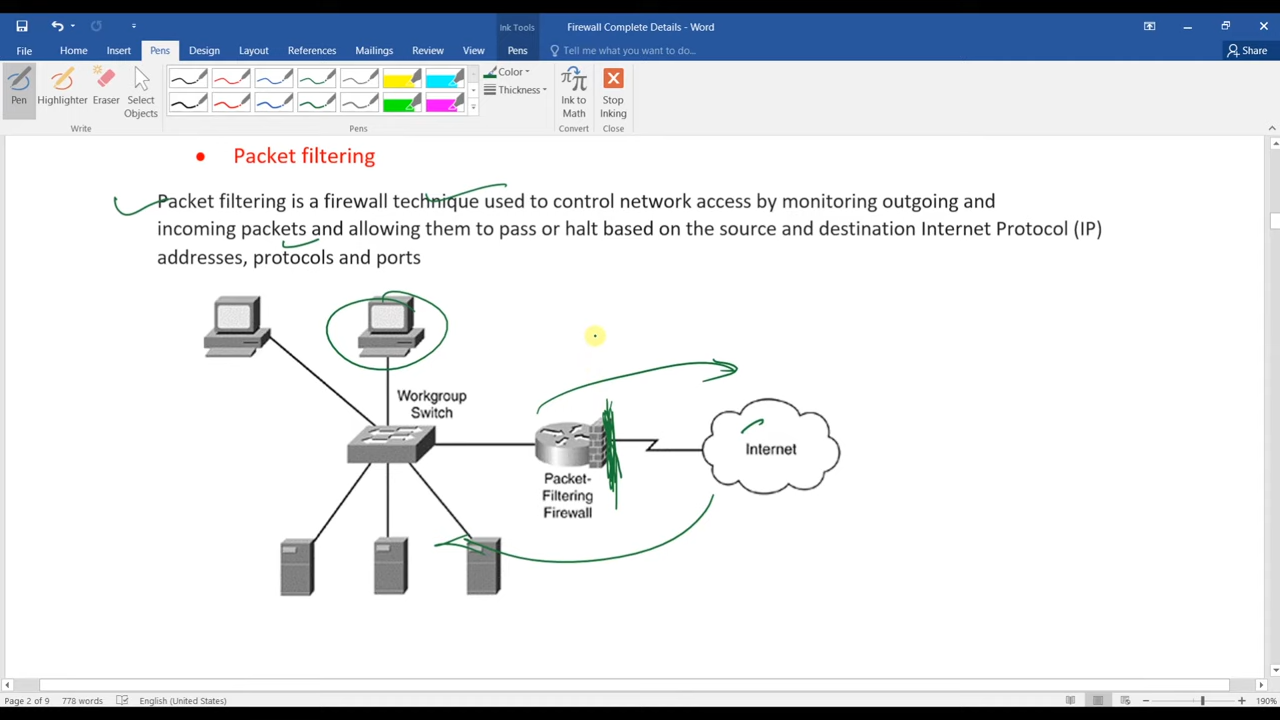 Ink Tools
Firewall Complete Details - Word
File
Home
Insert
Pens
Design
Layout
References
Mailings
Review
View
Pens
Tell me what you want to do...
Share
Pen
Highlighter
Eraser
Select
Objects
Color
Thickness
Ink to
Math
Stop
Inking
Write
Pens
Convert
Close
• Packet filtering
Packet filtering is a firewall technique used to control network access by monitoring outgoing and
incoming packets and allowing them to pass or halt based on the source and destination Internet Protocol (IP)
addresses, protocols and ports
Workgroup
Switch
Packet-
Filtering
Firewall
Internet
Page 2 of 9
778 words
English (United States)
190%